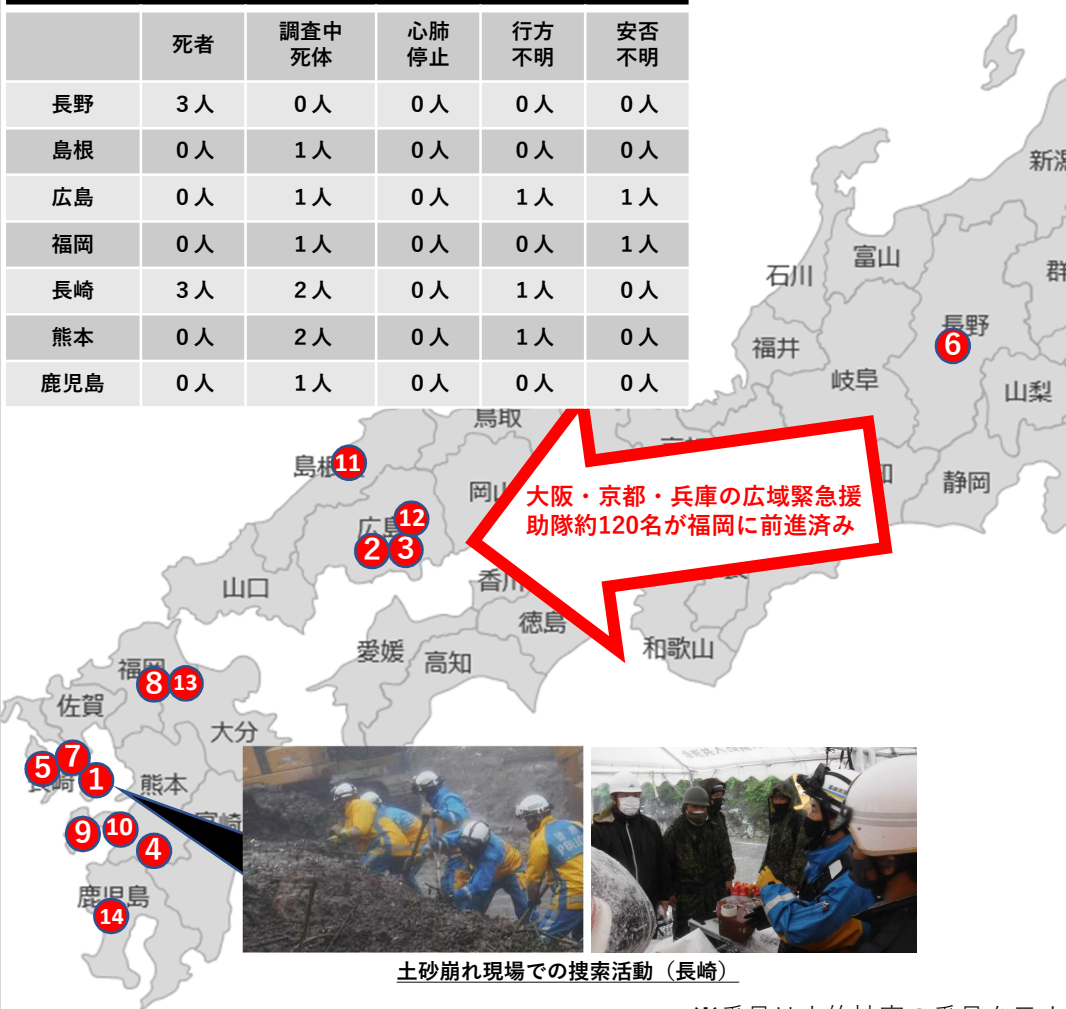 死者 調査中死体 心肺停止 行方不明 安否不明
長野 3人 0人 0人 0人 0人
島根 0人 1人 0人 0人 0人
広島 0人 1人 0人 1人 1人
福岡 0人 1人 0人 0人 1人
長崎 3人 2人 0人 1人 0人
熊本 0人 2人 0人 1人 0人
鹿児島 0人 1人 0人 0人 0人
新潟
富山
石川
群
長野
6
福井
岐阜
山梨
静岡
鳥取
島根
11
岡山
大阪・京都・兵庫の広域緊急援
助隊約120名が福岡に前進済み
広島
12
2
3
山口
香川
徳島
愛媛
高知
和歌山
福岡
8
13
佐賀
大分
5
7
1
長崎
熊本
宮崎
9
10
4
鹿児島
14
POLICE
土砂崩れ現場での捜索活動（長崎）